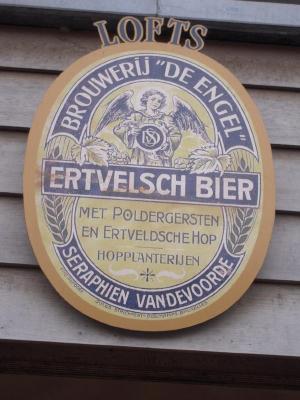 LOFTS
BROUWERIJ "DE ENGEL"
ERTVELSCH BIER
MET POLDERGERSTEN
EN ERTVELDSCHE HOP
HOPPLANTERIJEN
SERAPHIEN VANDEVOORDE